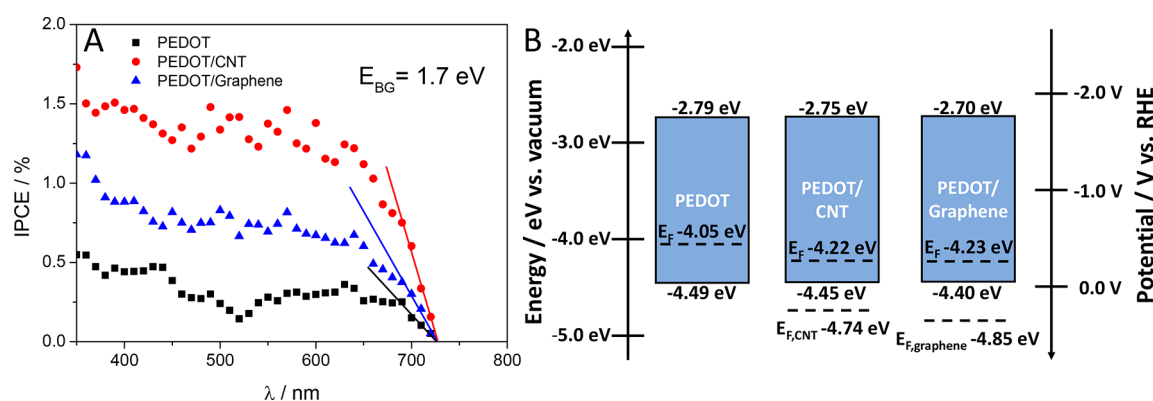 A
PEDOT
PEDOT/CNT
PEDOT/Graphene
E_BG= 1.7 eV
2.0
1.5
1.0
0.5
0.0
IPCE / %
400
500
600
700
800
λ / nm
B
Energy / eV vs. vacuum
-2.0 eV
-3.0 eV
-4.0 eV
-5.0 eV
-2.79 eV
PEDOT
E_F -4.05 eV
-4.49 eV
-2.75 eV
PEDOT/
CNT
E_F -4.22 eV
-4.45 eV
E_F,CNT -4.74 eV
-2.70 eV
PEDOT/
Graphene
E_F -4.23 eV
-4.40 eV
E_F,graphene -4.85 eV
-2.0 V
-1.0 V
0.0 V
Potential / V vs. RHE